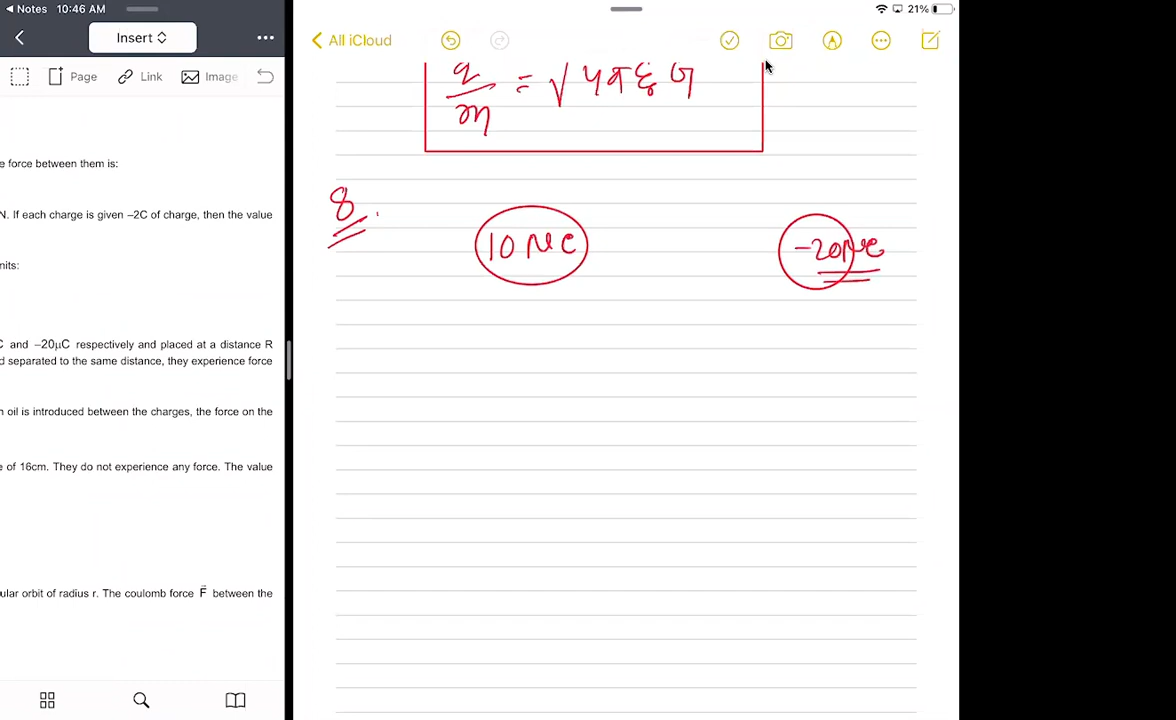 Notes 10:46 AM
21%
Insert
All iCloud
Page Link Image
q/m = √4πε₀G
e force between them is:
8.
N. If each charge is given –2C of charge, then the value
10 μC
-20μC
nits:
C and –20μC respectively and placed at a distance R
d separated to the same distance, they experience force
n oil is introduced between the charges, the force on the
e of 16cm. They do not experience any force. The value
ular orbit of radius r. The coulomb force F⃗ between the